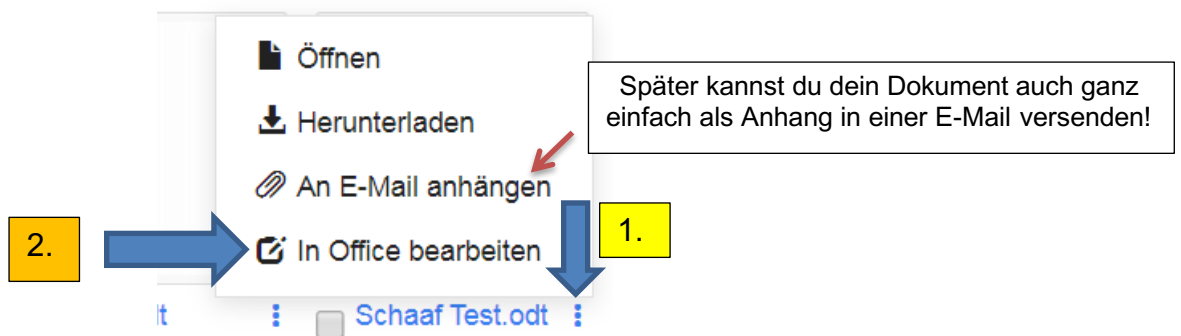 Öffnen
Herunterladen
An E-Mail anhängen
In Office bearbeiten
Später kannst du dein Dokument auch ganz
einfach als Anhang in einer E-Mail versenden!
1.
2.
Schaaf Test.odt